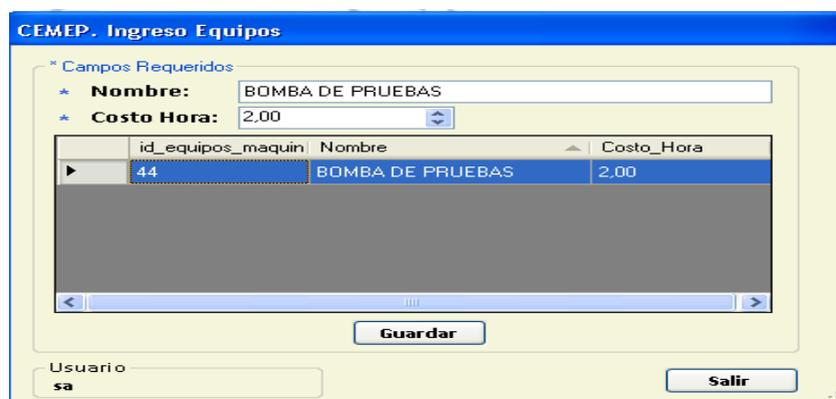 CEMEP. Ingreso Equipos
* Campos Requeridos
* Nombre: BOMBA DE PRUEBAS
* Costo Hora: 2,00
id_equipos_maquin Nombre Costo_Hora
44 BOMBA DE PRUEBAS 2,00
Guardar
Usuario
sa
Salir